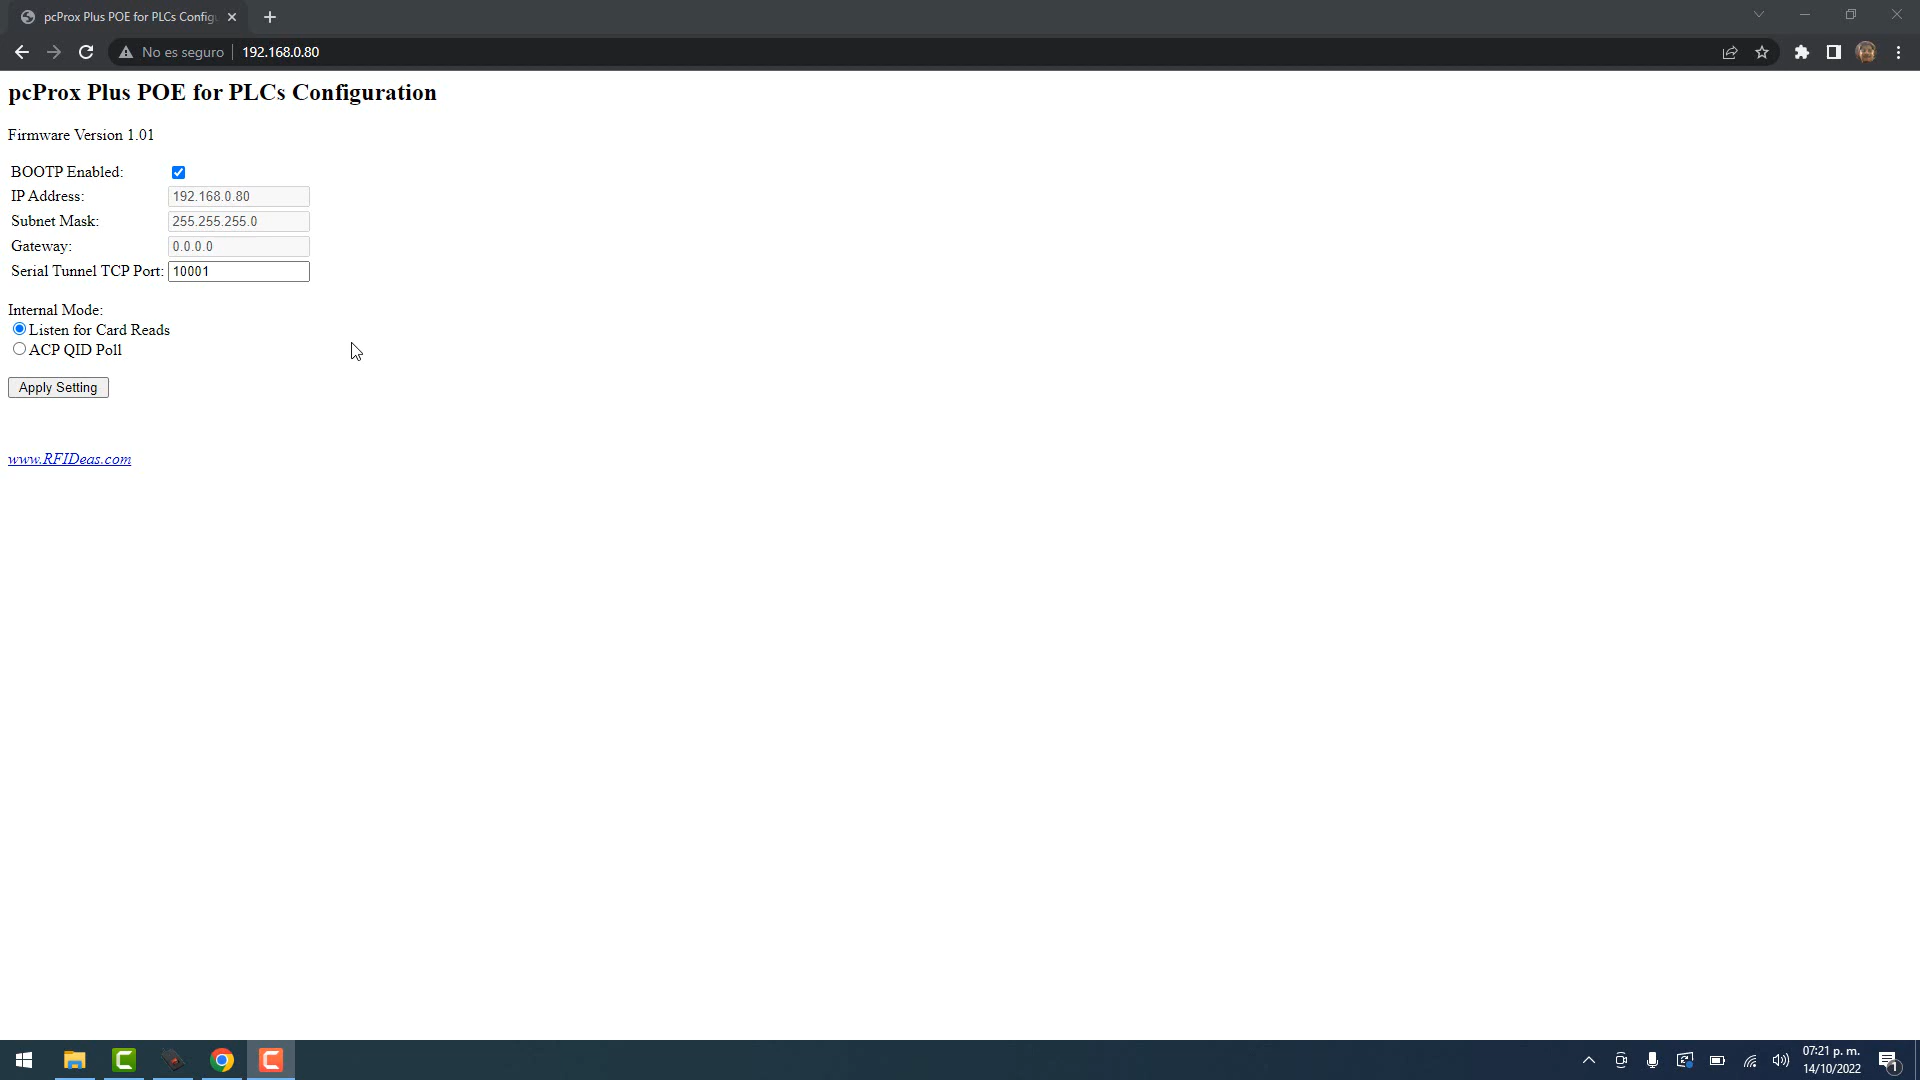 pcProx Plus POE for PLCs Config
No es seguro
192.168.0.80
pcProx Plus POE for PLCs Configuration
Firmware Version 1.01
BOOTP Enabled:
IP Address: 192.168.0.80
Subnet Mask: 255.255.255.0
Gateway: 0.0.0.0
Serial Tunnel TCP Port: 10001
Internal Mode:
Listen for Card Reads
ACP QID Poll
Apply Setting
www.RFIDeas.com
07:21 p. m.
14/10/2022
1